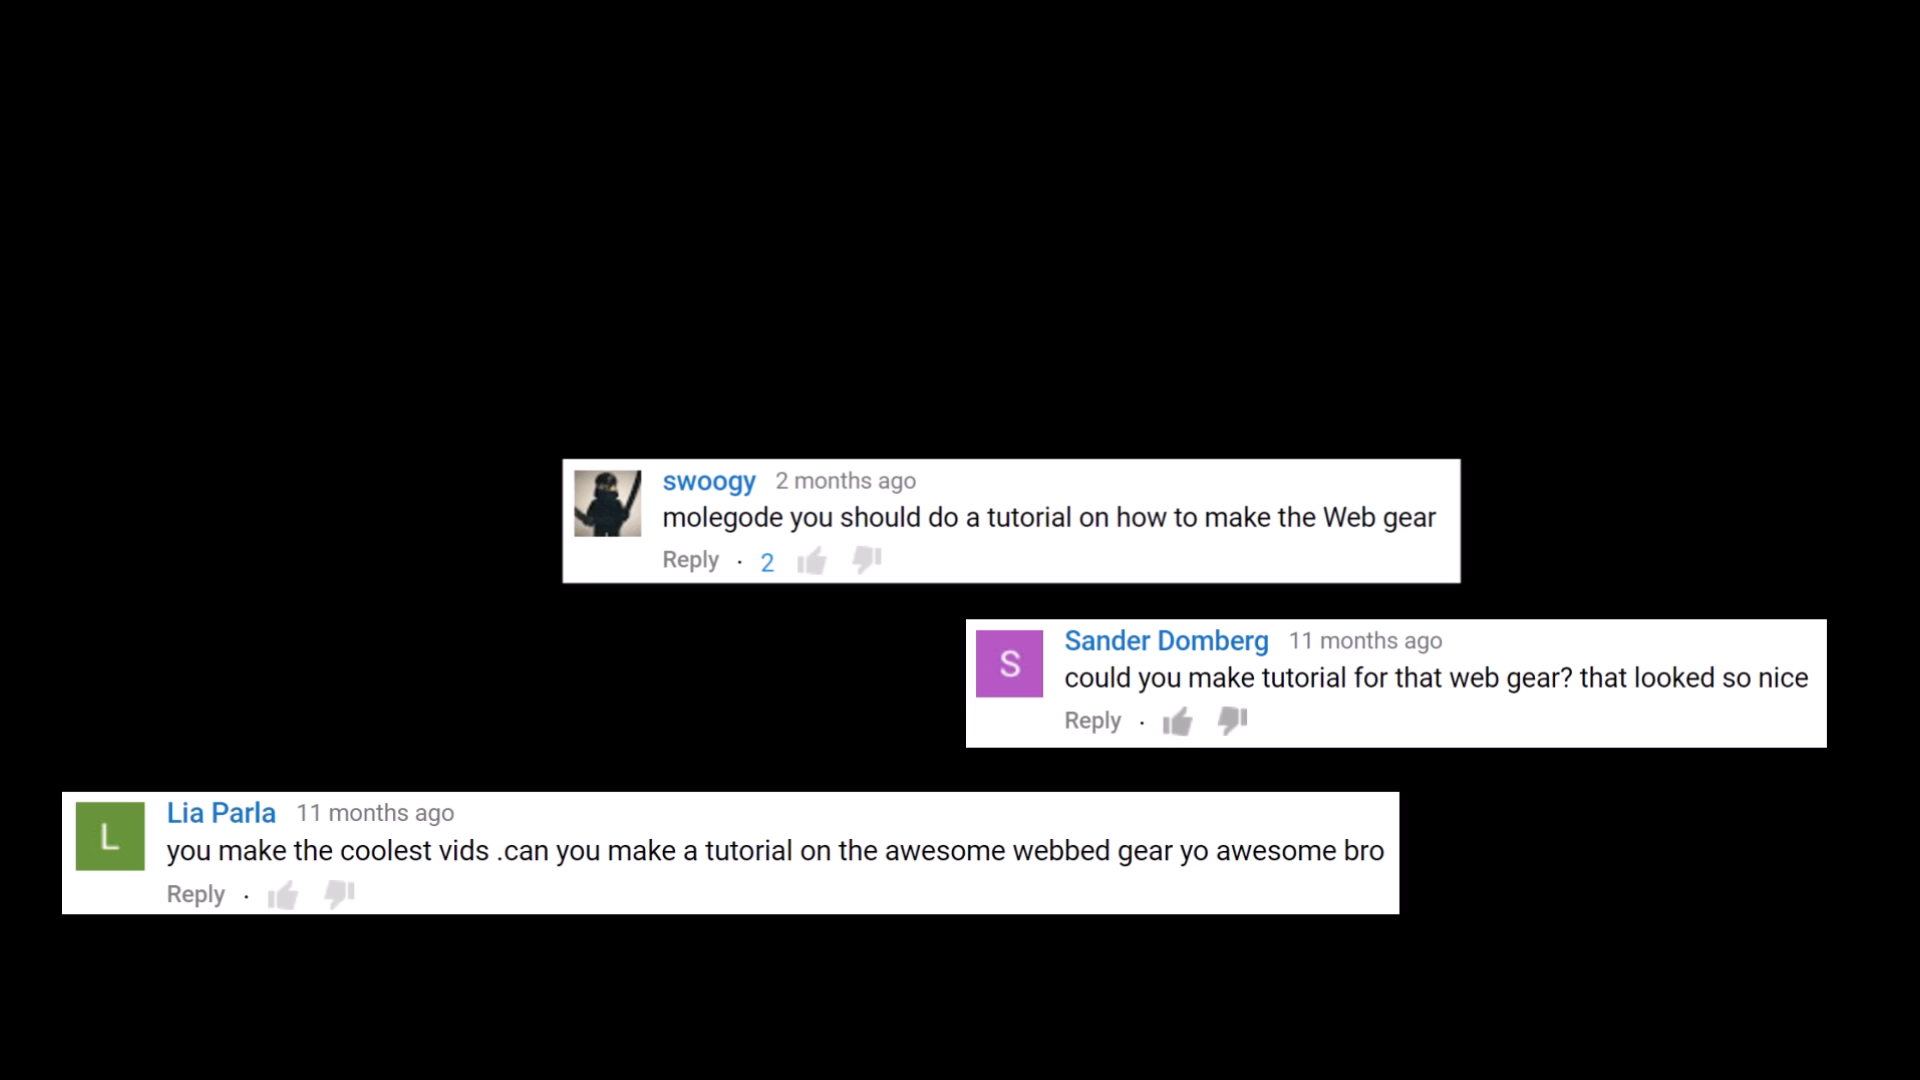 swoogy 2 months ago
molegode you should do a tutorial on how to make the Web gear
Reply · 2
S
Sander Domberg 11 months ago
could you make tutorial for that web gear? that looked so nice
Reply ·
L
Lia Parla 11 months ago
you make the coolest vids .can you make a tutorial on the awesome webbed gear yo awesome bro
Reply ·